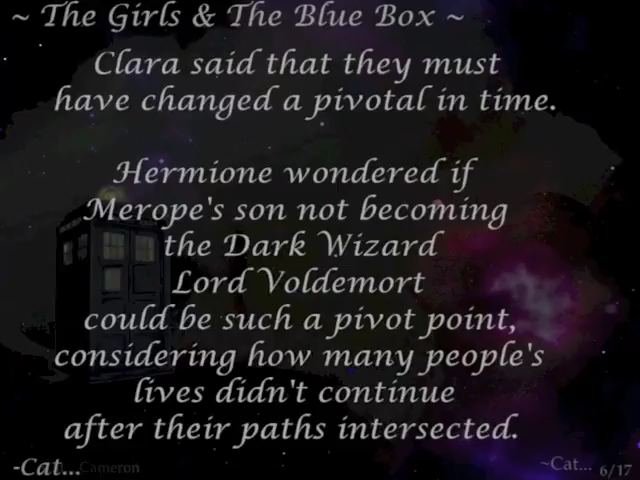 ~ The Girls & The Blue Box ~
Clara said that they must
have changed a pivotal in time.
Hermione wondered if
Merope's son not becoming
the Dark Wizard
Lord Voldemort
could be such a pivot point,
considering how many people's
lives didn't continue
after their paths intersected.
-Cat... Cameron
~Cat... 6/17